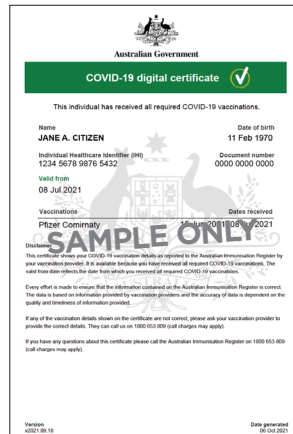 Australian Government
COVID-19 digital certificate
This individual has received all required COVID-19 vaccinations.
Name Date of birth
JANE A. CITIZEN 11 Feb 1970
Individual Healthcare Identifier (IHI) Document number
1234 5678 9876 5432 0000 0000 0000
Valid from
08 Jul 2021
Vaccinations Dates received
Pfizer Comirnaty 15 Jun 2021 | 08 Jul 2021
SAMPLE ONLY
Disclaimer
This certificate shows your COVID-19 vaccination details as reported to the Australian Immunisation Register by
your vaccination provider. It is available because you have received all required COVID-19 vaccinations. The
valid from date reflects the date from which you received all required COVID-19 vaccinations.
Every effort is made to ensure that the information contained on the Australian Immunisation Register is correct.
The data is based on information provided by vaccination providers and the accuracy of data is dependent on the
quality and timeliness of information provided.
If any of the vaccination details shown on the certificate are not correct, please ask your vaccination provider to
provide the correct details. They can call us on 1800 653 809 (call charges may apply).
If you have any questions about this certificate please call the Australian Immunisation Register on 1800 653 809
(call charges may apply).
Version Date generated
v2021.09.18 06 Oct 2021